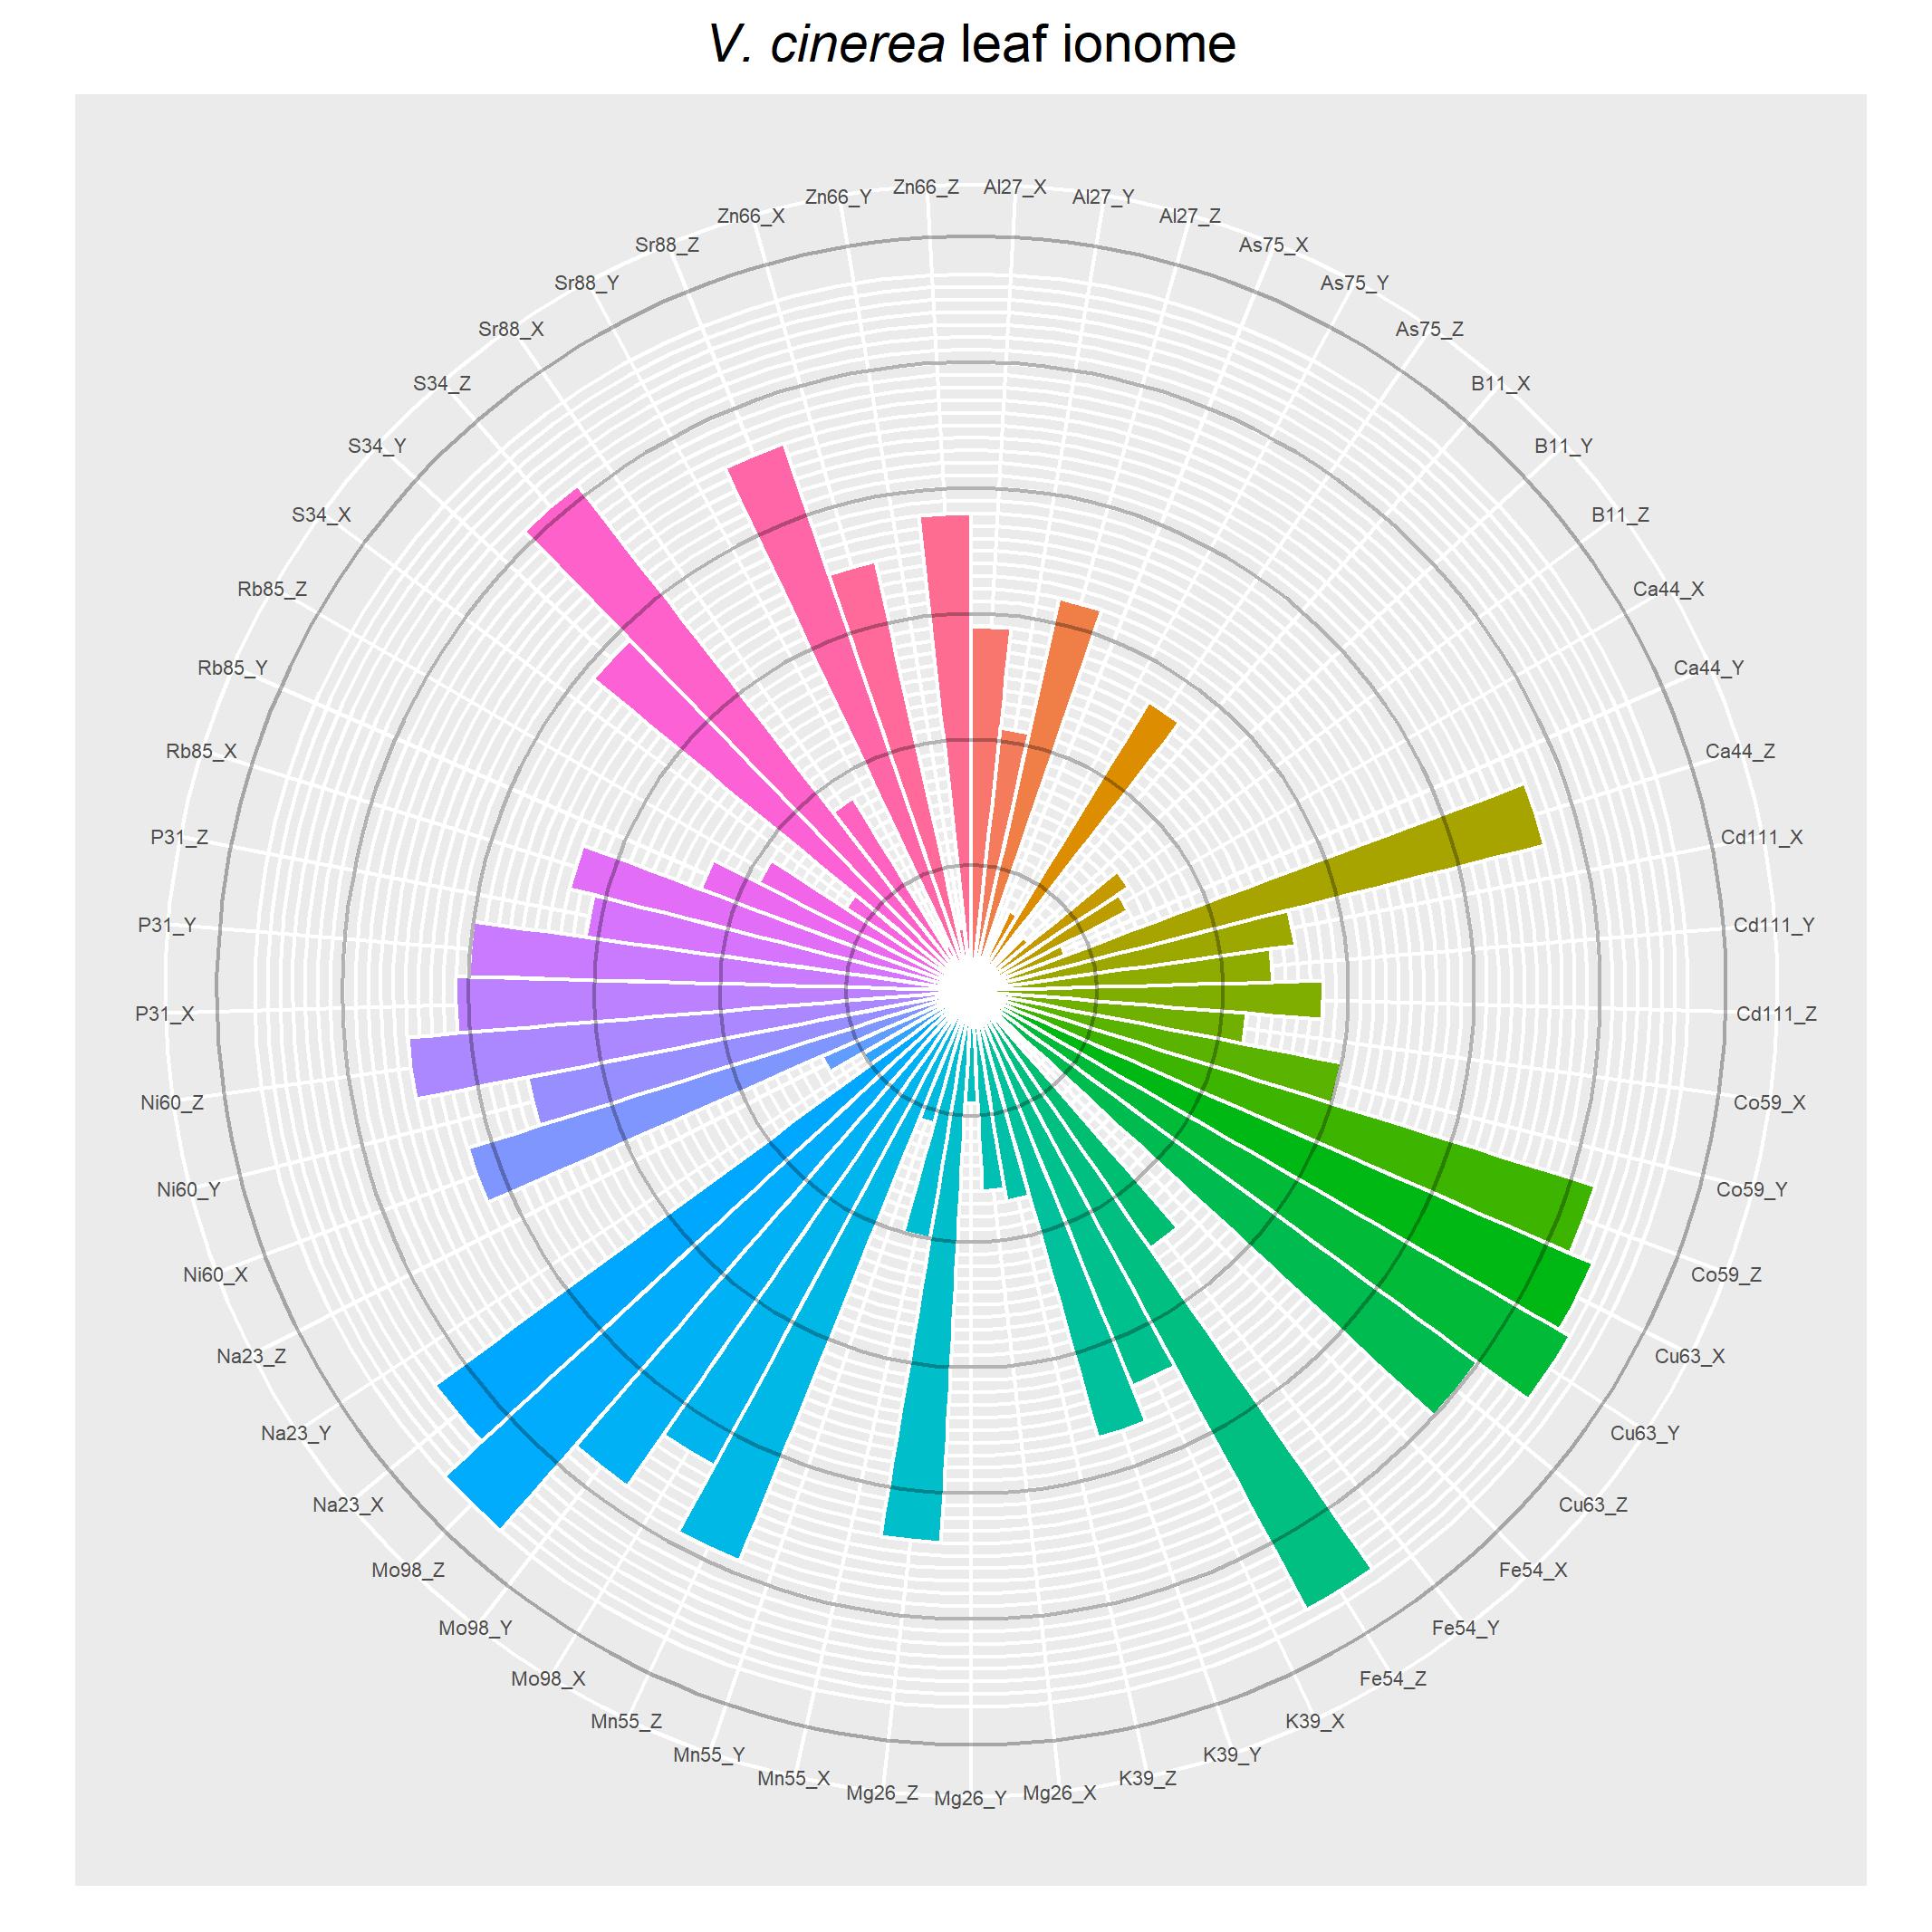 V. cinerea leaf ionome
Al27_X
Al27_Y
Al27_Z
As75_X
As75_Y
As75_Z
B11_X
B11_Y
B11_Z
Ca44_X
Ca44_Y
Ca44_Z
Cd111_X
Cd111_Y
Cd111_Z
Co59_X
Co59_Y
Co59_Z
Cu63_X
Cu63_Y
Cu63_Z
Fe54_X
Fe54_Y
Fe54_Z
K39_X
K39_Y
K39_Z
Mg26_X
Mg26_Y
Mg26_Z
Mn55_X
Mn55_Y
Mn55_Z
Mo98_X
Mo98_Y
Mo98_Z
Na23_X
Na23_Y
Na23_Z
Ni60_X
Ni60_Y
Ni60_Z
P31_X
P31_Y
P31_Z
Rb85_X
Rb85_Y
Rb85_Z
S34_X
S34_Y
S34_Z
Sr88_X
Sr88_Y
Sr88_Z
Zn66_X
Zn66_Y
Zn66_Z